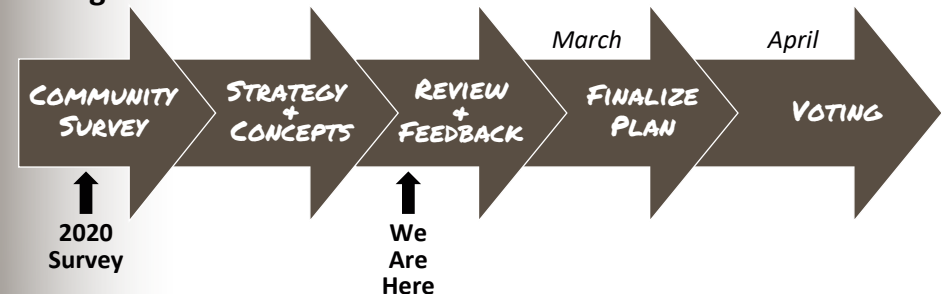 March
April
COMMUNITY
SURVEY
STRATEGY
+
CONCEPTS
REVIEW
+
FEEDBACK
FINALIZE
PLAN
VOTING
2020
Survey
We
Are
Here